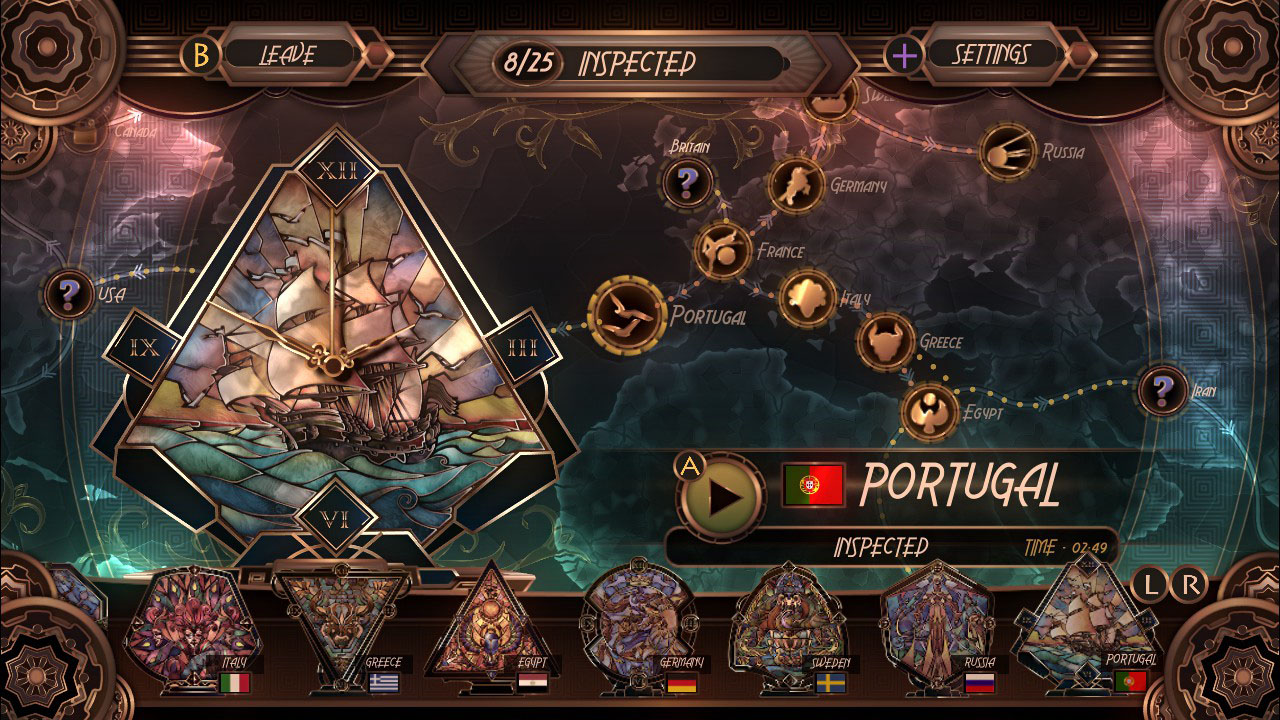 B LEAVE
8/25 INSPECTED
+ SETTINGS
CANADA
XII
BRITAIN
?
RUSSIA
GERMANY
FRANCE
?
USA
ITALY
PORTUGAL
IX
III
GREECE
?
IRAN
EGYPT
A
PORTUGAL
VI
INSPECTED
TIME - 02:49
L R
ITALY
GREECE
EGYPT
GERMANY
SWEDEN
RUSSIA
PORTUGAL